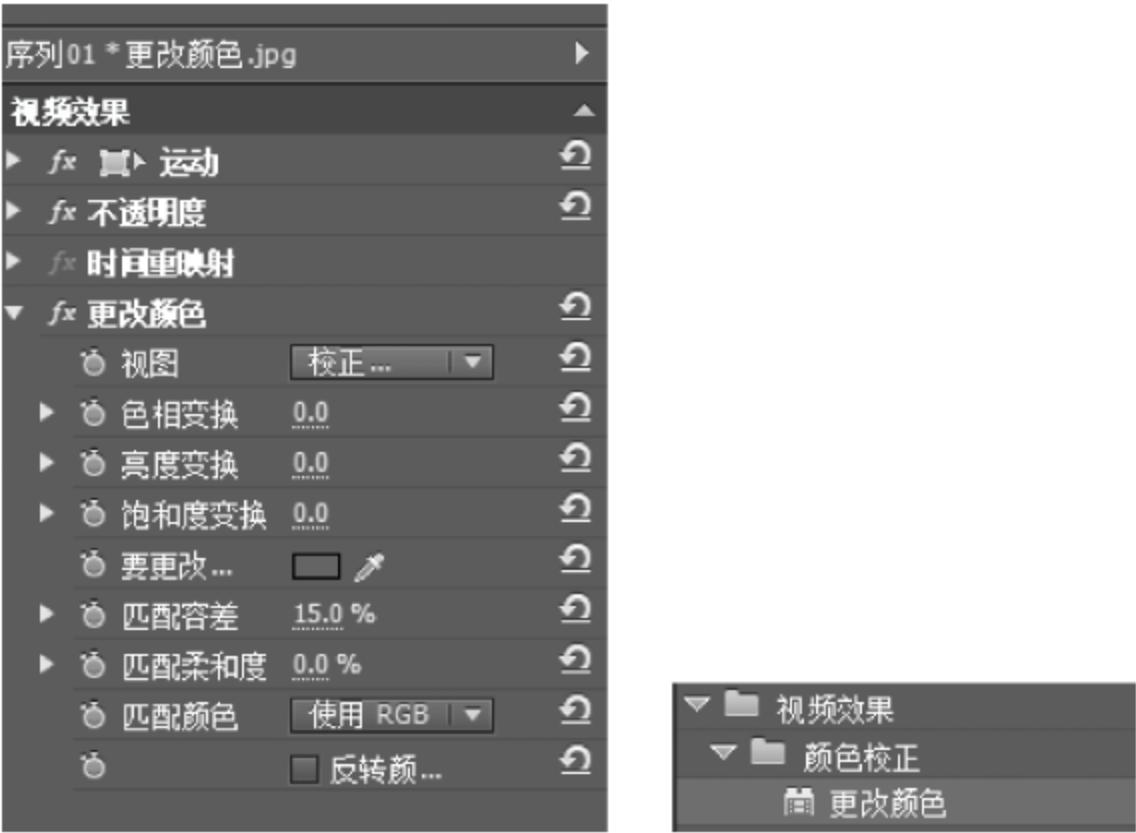 序列01 * 更改颜色.jpg
视频效果
fx 运动
fx 不透明度
fx 时间重映射
fx 更改颜色
视图 校正...
色相变换 0.0
亮度变换 0.0
饱和度变换 0.0
要更改...
匹配容差 15.0 %
匹配柔和度 0.0 %
匹配颜色 使用 RGB
反转颜...
视频效果
颜色校正
更改颜色